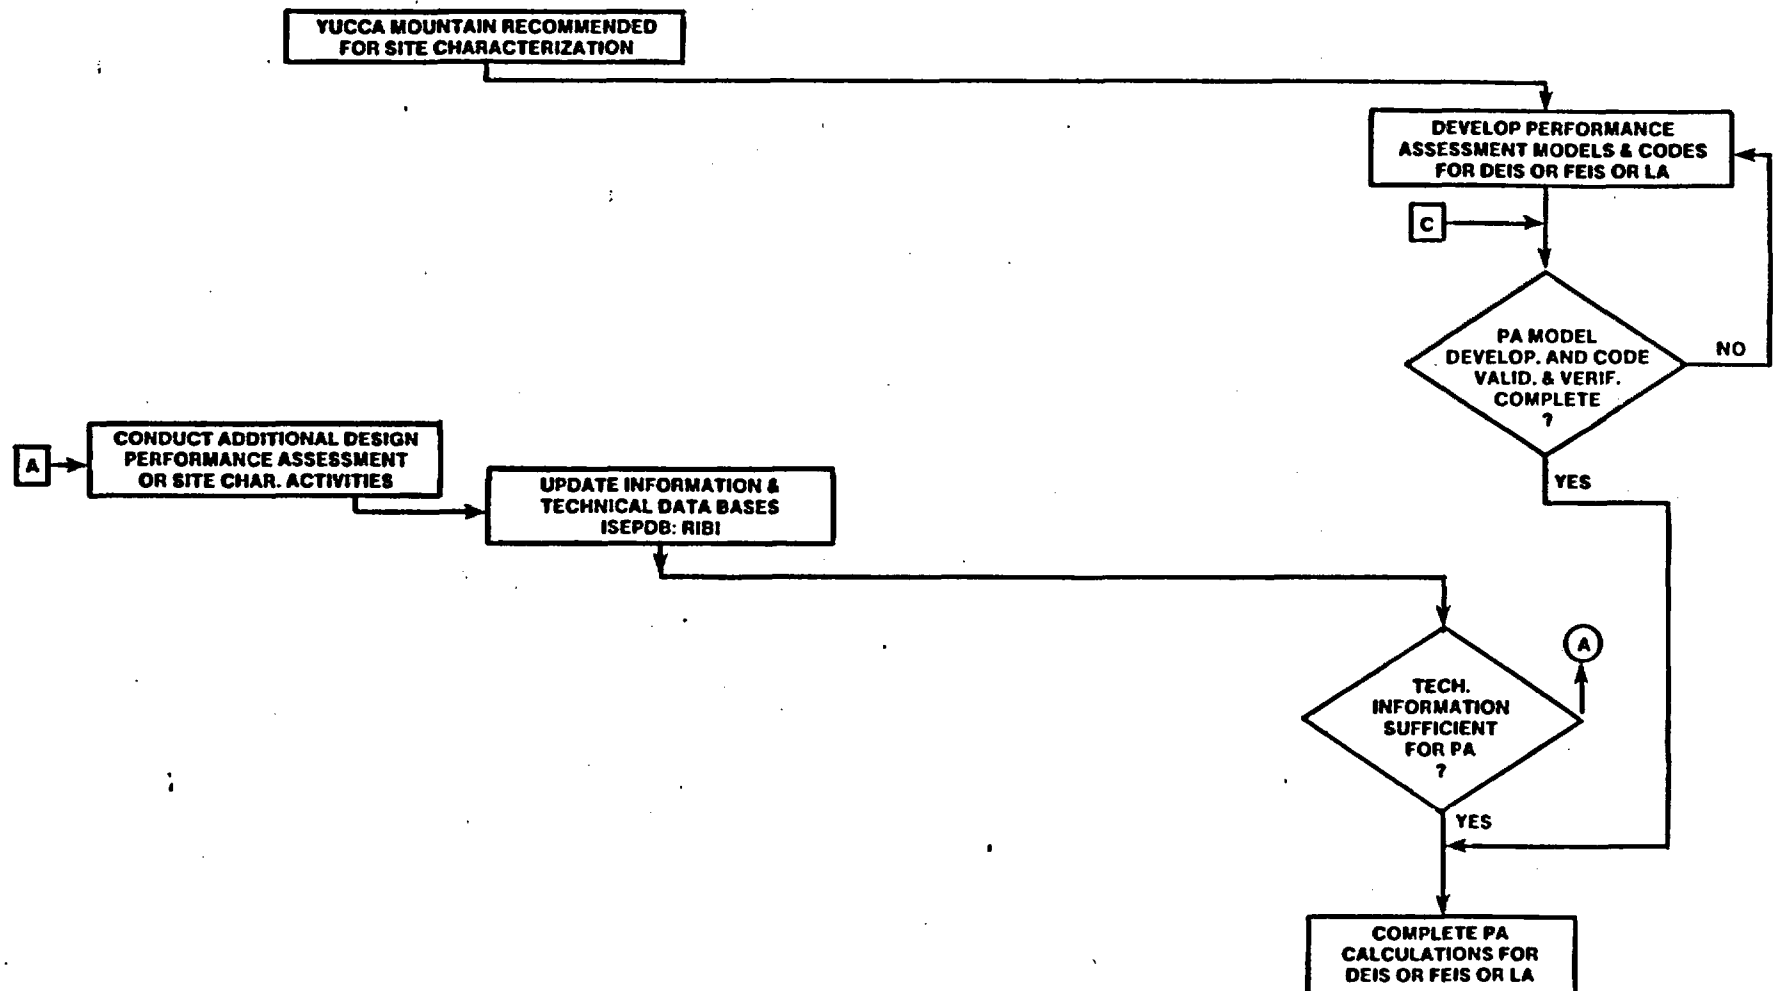 YUCCA MOUNTAIN RECOMMENDED
FOR SITE CHARACTERIZATION
DEVELOP PERFORMANCE
ASSESSMENT MODELS & CODES
FOR DEIS OR FEIS OR LA
C
PA MODEL
DEVELOP. AND CODE
VALID. & VERIF.
COMPLETE
?
NO
YES
A
CONDUCT ADDITIONAL DESIGN
PERFORMANCE ASSESSMENT
OR SITE CHAR. ACTIVITIES
UPDATE INFORMATION &
TECHNICAL DATA BASES
ISEPDB: RIBI
A
TECH.
INFORMATION
SUFFICIENT
FOR PA
?
YES
COMPLETE PA
CALCULATIONS FOR
DEIS OR FEIS OR LA